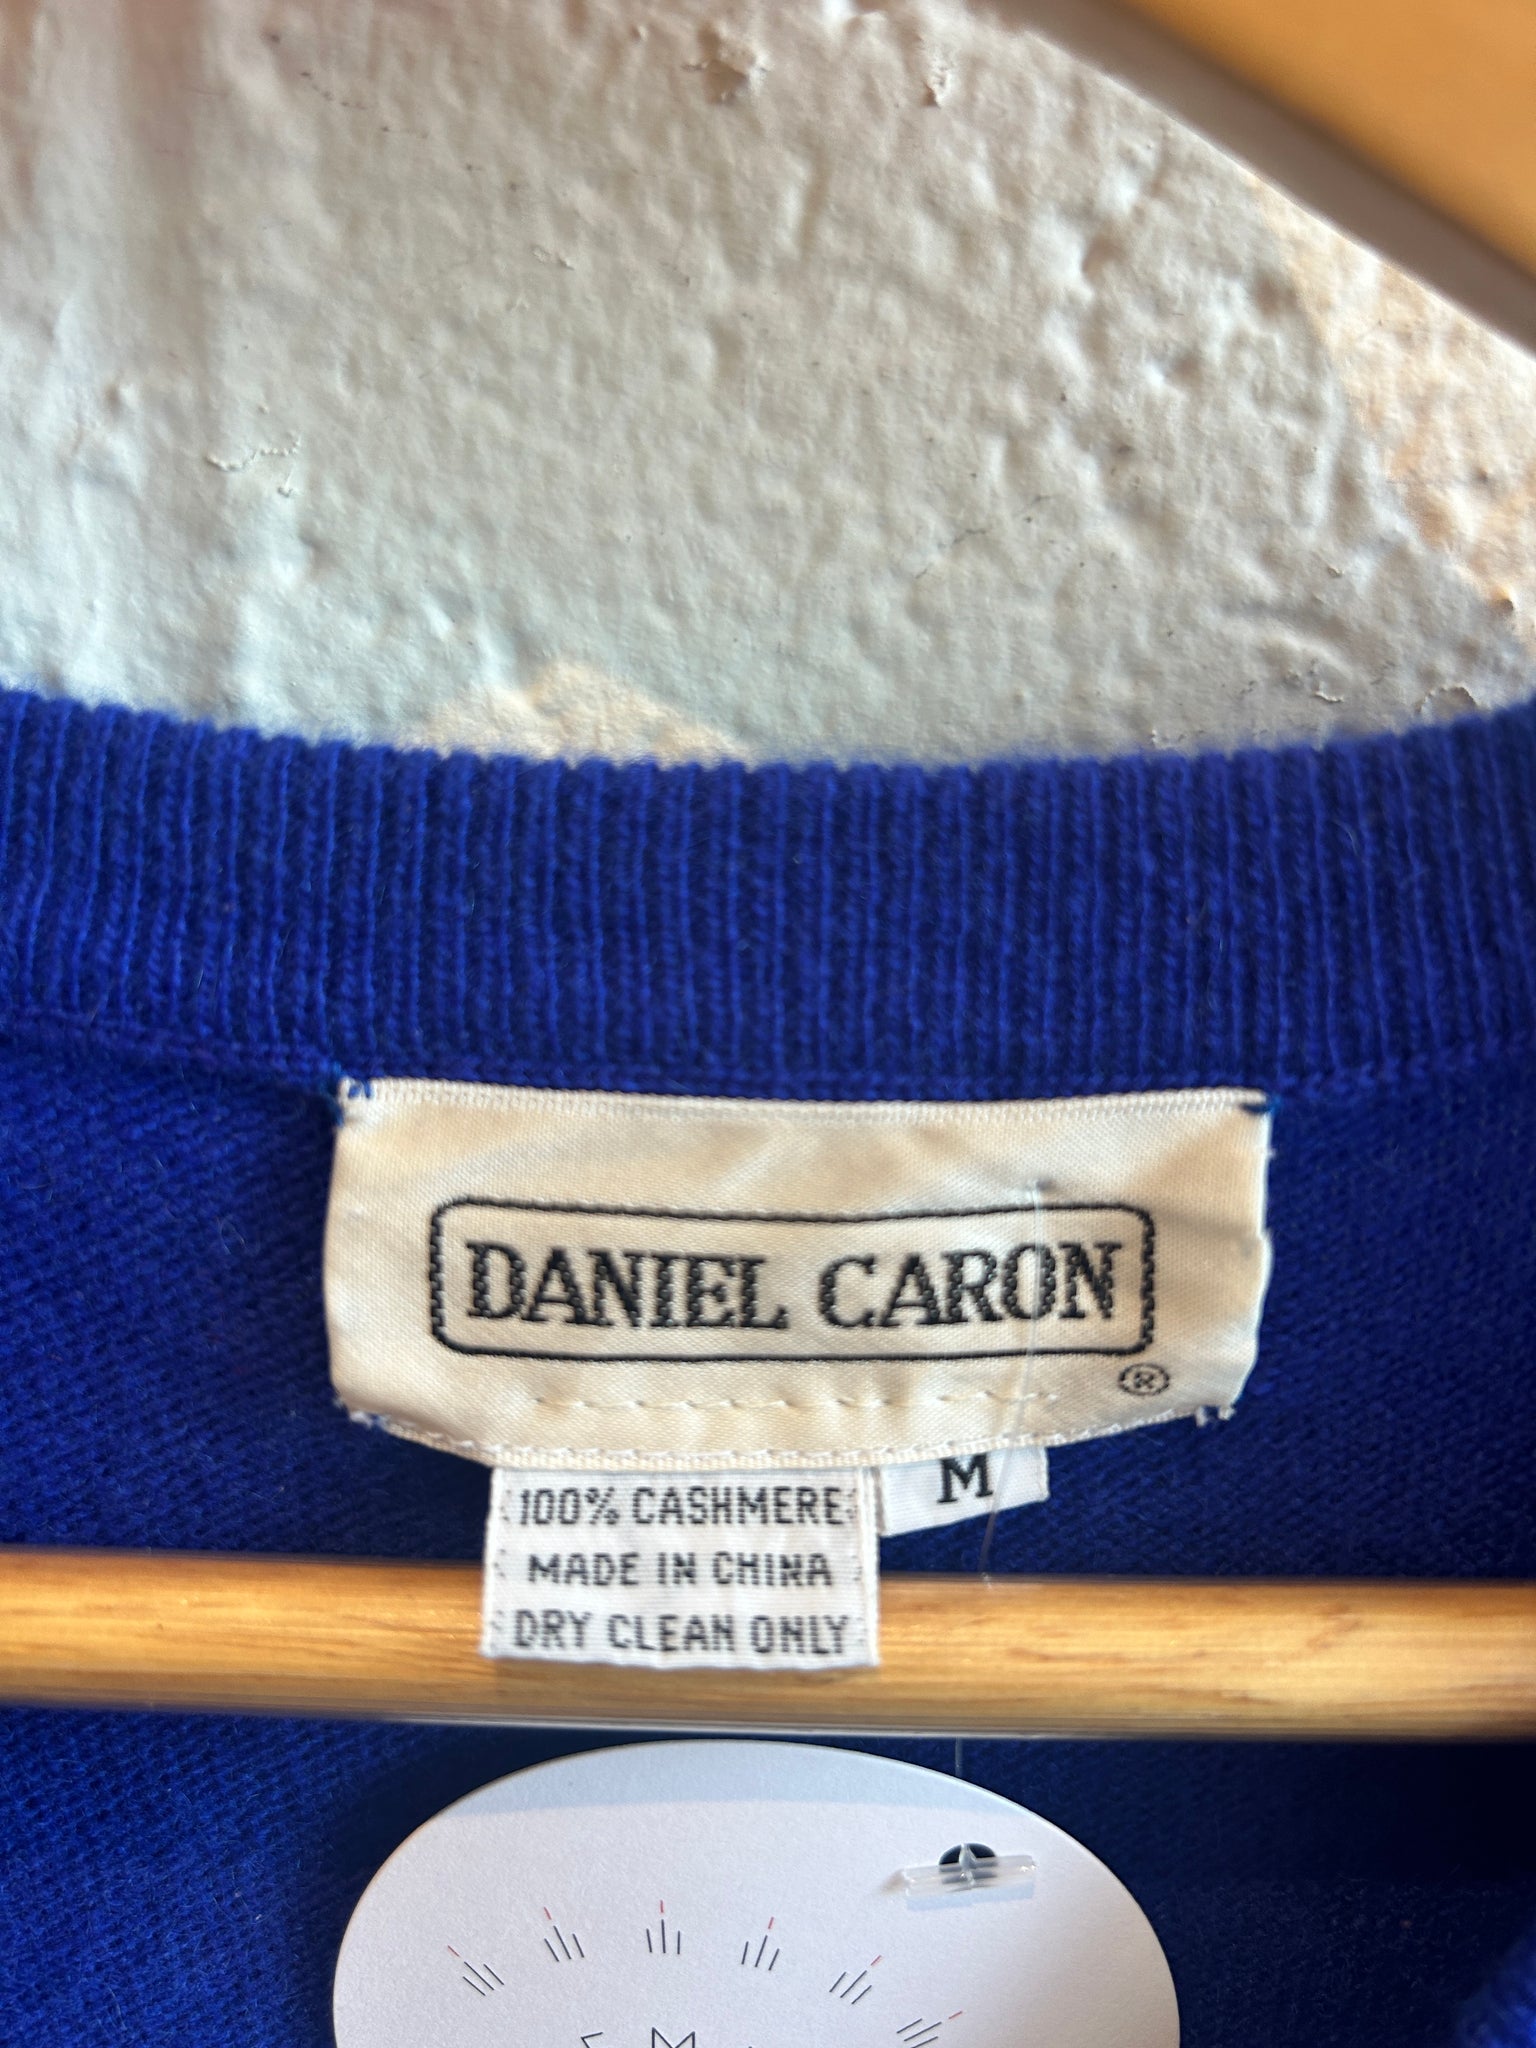 DANIEL CARON
®
M
100% CASHMERE
MADE IN CHINA
DRY CLEAN ONLY